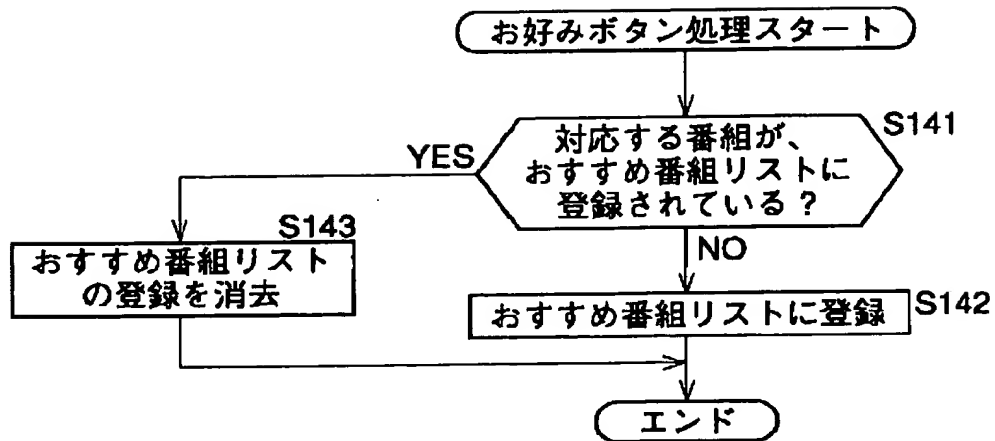 お好みボタン処理スタート
対応する番組が、
おすすめ番組リストに
登録されている?
S141
YES
NO
S143
おすすめ番組リスト
の登録を消去
おすすめ番組リストに登録
S142
エンド